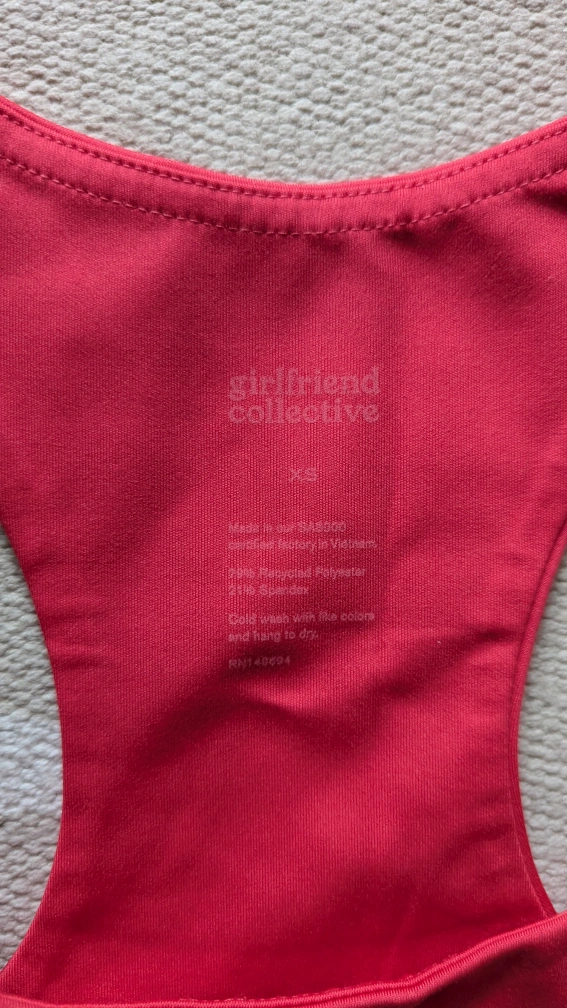 girlfriend
collective
XS
Made in our SA8000
certified factory in Vietnam.
79% Recycled Polyester
21% Spandex
Cold wash with like colors
and hang to dry.
RN148694